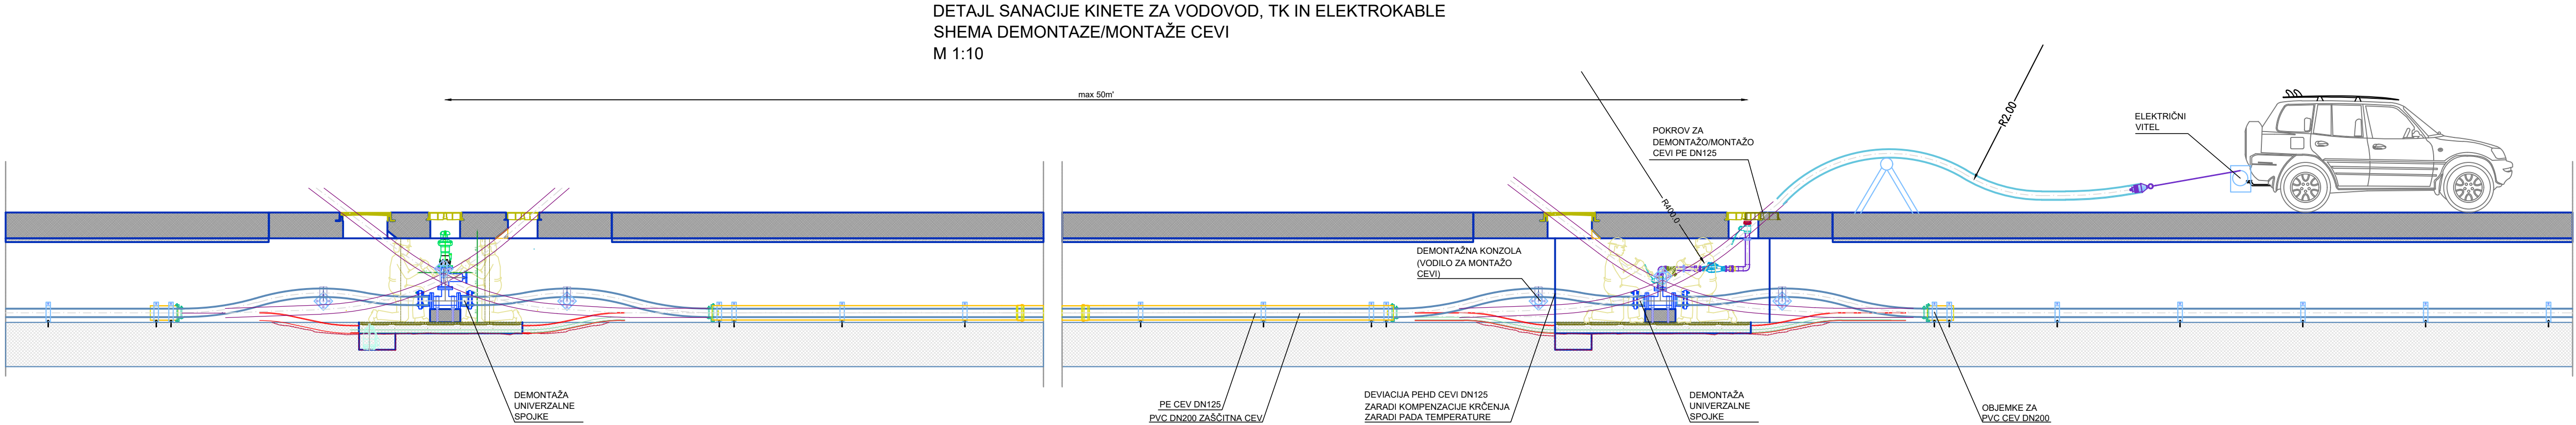 DETAJL SANACIJE KINETE ZA VODOVOD, TK IN ELEKTROKABLE
SHEMA DEMONTAZE/MONTAŽE CEVI
M 1:10
max 50m'
R2.00
ELEKTRIČNI
VITEL
POKROV ZA
DEMONTAŽO/MONTAŽO
CEVI PE DN125
R400.0
DEMONTAŽNA KONZOLA
(VODILO ZA MONTAŽO
CEVI)
DEMONTAŽA
UNIVERZALNE
SPOJKE
PE CEV DN125
PVC DN200 ZAŠČITNA CEV
DEVIACIJA PEHD CEVI DN125
ZARADI KOMPENZACIJE KRČENJA
ZARADI PADA TEMPERATURE
DEMONTAŽA
UNIVERZALNE
SPOJKE
OBJEMKE ZA
PVC CEV DN200